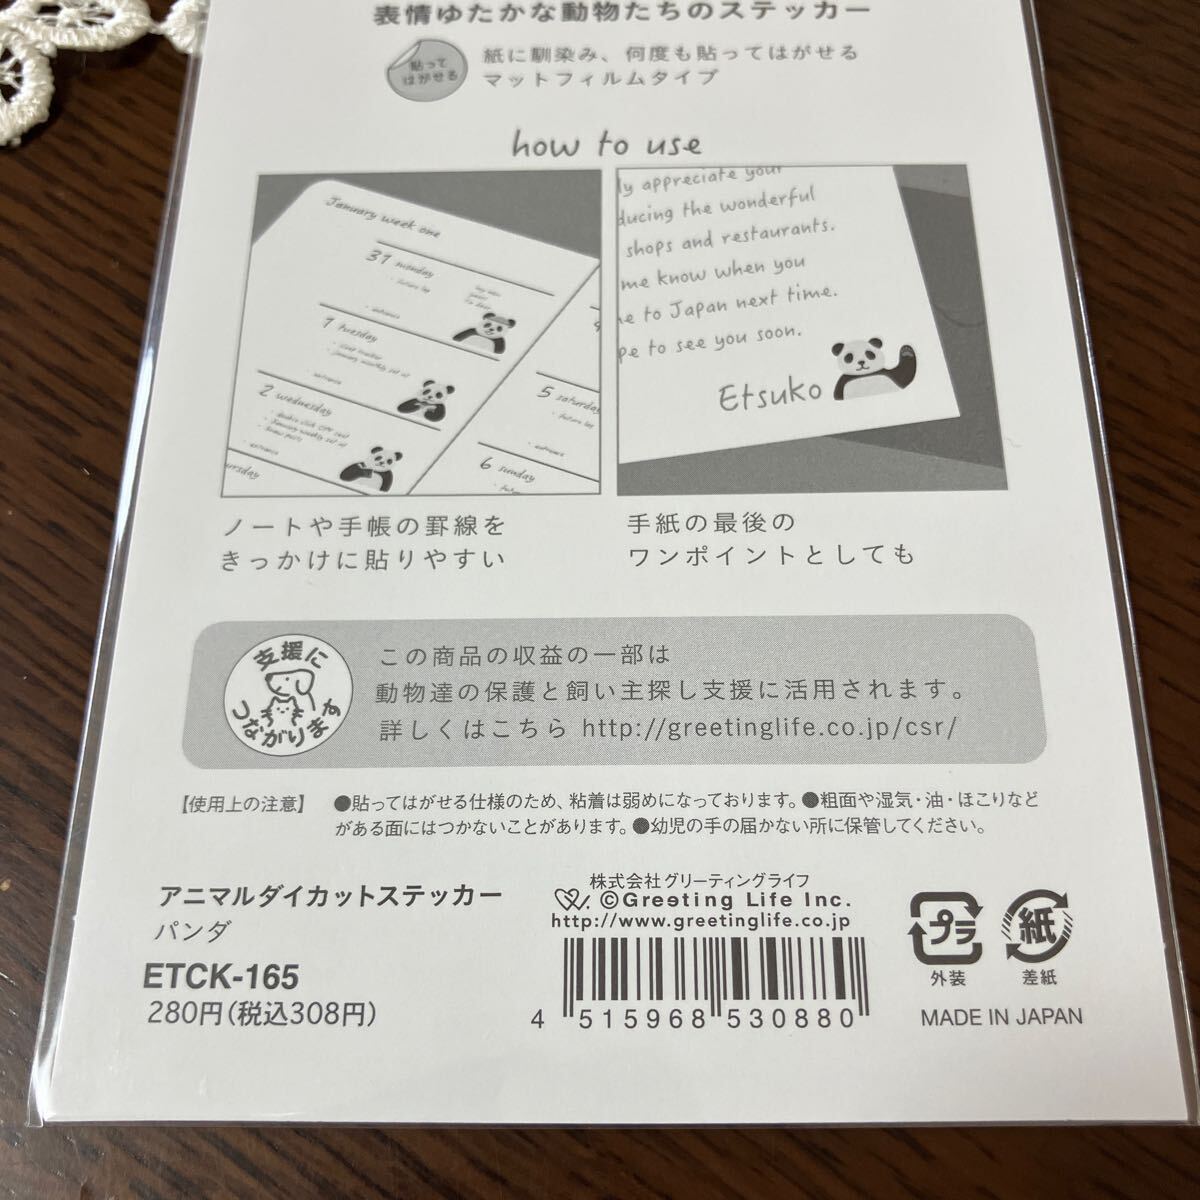 表情ゆたかな動物たちのステッカー
貼って
はがせる
紙に馴染み、何度も貼ってはがせる
マットフィルムタイプ
how to use
January week one
31 monday
1 tuesday
2 wednesday
ursday
5 saturday
6 sunday
ly appreciate your
ducing the wonderful
shops and restaurants.
me know when you
e to Japan next time.
pe to see you soon.
Etsuko
ノートや手帳の罫線を
きっかけに貼りやすい
手紙の最後の
ワンポイントとしても
支援に
つながります
この商品の収益の一部は
動物達の保護と飼い主探し支援に活用されます。
詳しくはこちら http://greetinglife.co.jp/csr/
【使用上の注意】 ●貼ってはがせる仕様のため、粘着は弱めになっております。●粗面や湿気・油・ほこりなど
がある面にはつかないことがあります。●幼児の手の届かない所に保管してください。
アニマルダイカットステッカー
パンダ
ETCK-165
280円(税込308円)
株式会社グリーティングライフ
©Greeting Life Inc.
http://www.greetinglife.co.jp
4 515968 530880
プラ
外装
紙
差紙
MADE IN JAPAN